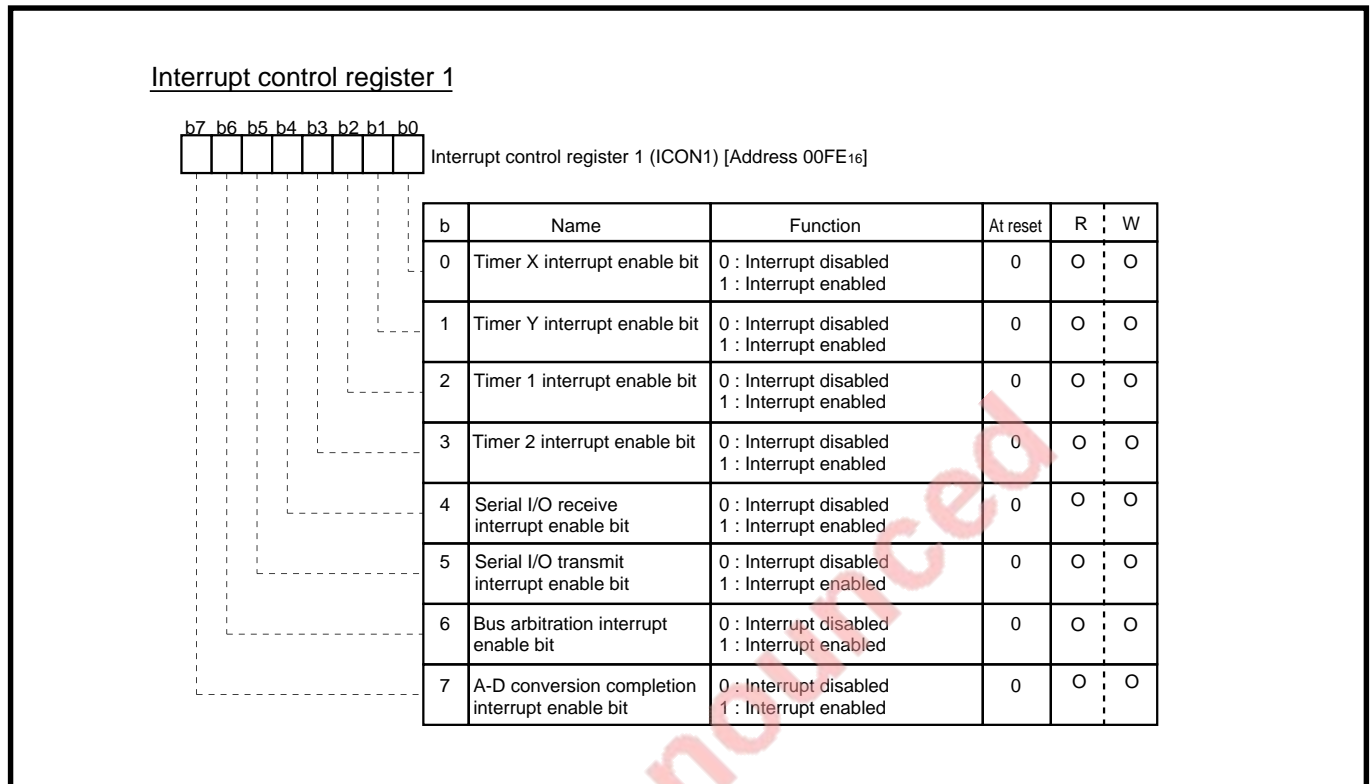 Interrupt control register 1
b7 b6 b5 b4 b3 b2 b1 b0
Interrupt control register 1 (ICON1) [Address 00FE16]
b Name Function At reset R W
0 Timer X interrupt enable bit 0 : Interrupt disabled 0 O O
1 : Interrupt enabled
1 Timer Y interrupt enable bit 0 : Interrupt disabled 0 O O
1 : Interrupt enabled
2 Timer 1 interrupt enable bit 0 : Interrupt disabled 0 O O
1 : Interrupt enabled
3 Timer 2 interrupt enable bit 0 : Interrupt disabled 0 O O
1 : Interrupt enabled
4 Serial I/O receive 0 : Interrupt disabled 0 O O
interrupt enable bit 1 : Interrupt enabled
5 Serial I/O transmit 0 : Interrupt disabled 0 O O
interrupt enable bit 1 : Interrupt enabled
6 Bus arbitration interrupt 0 : Interrupt disabled 0 O O
enable bit 1 : Interrupt enabled
7 A-D conversion completion 0 : Interrupt disabled 0 O O
interrupt enable bit 1 : Interrupt enabled
nounced